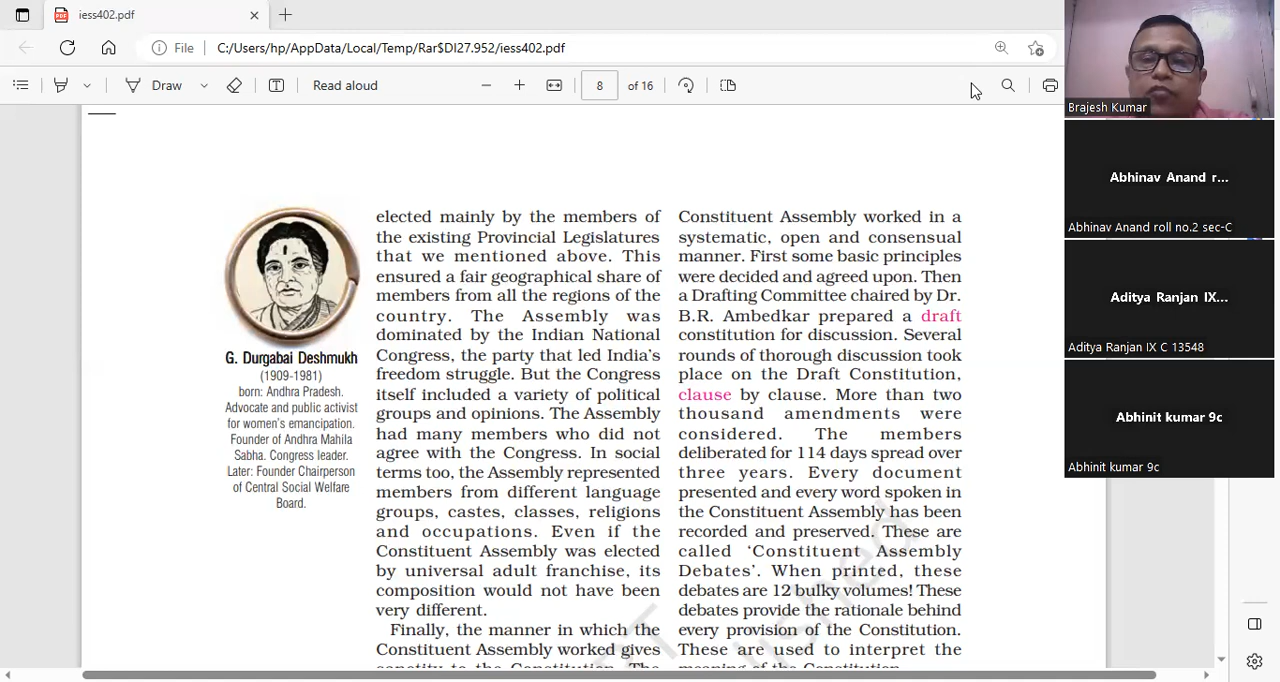 iess402.pdf
File C:/Users/hp/AppData/Local/Temp/Rar$DI27.952/iess402.pdf
Draw Read aloud 8 of 16
G. Durgabai Deshmukh
(1909-1981)
born: Andhra Pradesh.
Advocate and public activist
for women's emancipation.
Founder of Andhra Mahila
Sabha. Congress leader.
Later: Founder Chairperson
of Central Social Welfare
Board.
elected mainly by the members of
the existing Provincial Legislatures
that we mentioned above. This
ensured a fair geographical share of
members from all the regions of the
country. The Assembly was
dominated by the Indian National
Congress, the party that led India's
freedom struggle. But the Congress
itself included a variety of political
groups and opinions. The Assembly
had many members who did not
agree with the Congress. In social
terms too, the Assembly represented
members from different language
groups, castes, classes, religions
and occupations. Even if the
Constituent Assembly was elected
by universal adult franchise, its
composition would not have been
very different.
Finally, the manner in which the
Constituent Assembly worked gives
sanctity to the Constitution. The
Constituent Assembly worked in a
systematic, open and consensual
manner. First some basic principles
were decided and agreed upon. Then
a Drafting Committee chaired by Dr.
B.R. Ambedkar prepared a draft
constitution for discussion. Several
rounds of thorough discussion took
place on the Draft Constitution,
clause by clause. More than two
thousand amendments were
considered. The members
deliberated for 114 days spread over
three years. Every document
presented and every word spoken in
the Constituent Assembly has been
recorded and preserved. These are
called 'Constituent Assembly
Debates'. When printed, these
debates are 12 bulky volumes! These
debates provide the rationale behind
every provision of the Constitution.
These are used to interpret the
meaning of the Constitution.
Brajesh Kumar
Abhinav Anand r...
Abhinav Anand roll no.2 sec-C
Aditya Ranjan IX...
Aditya Ranjan IX C 13548
Abhinit kumar 9c
Abhinit kumar 9c